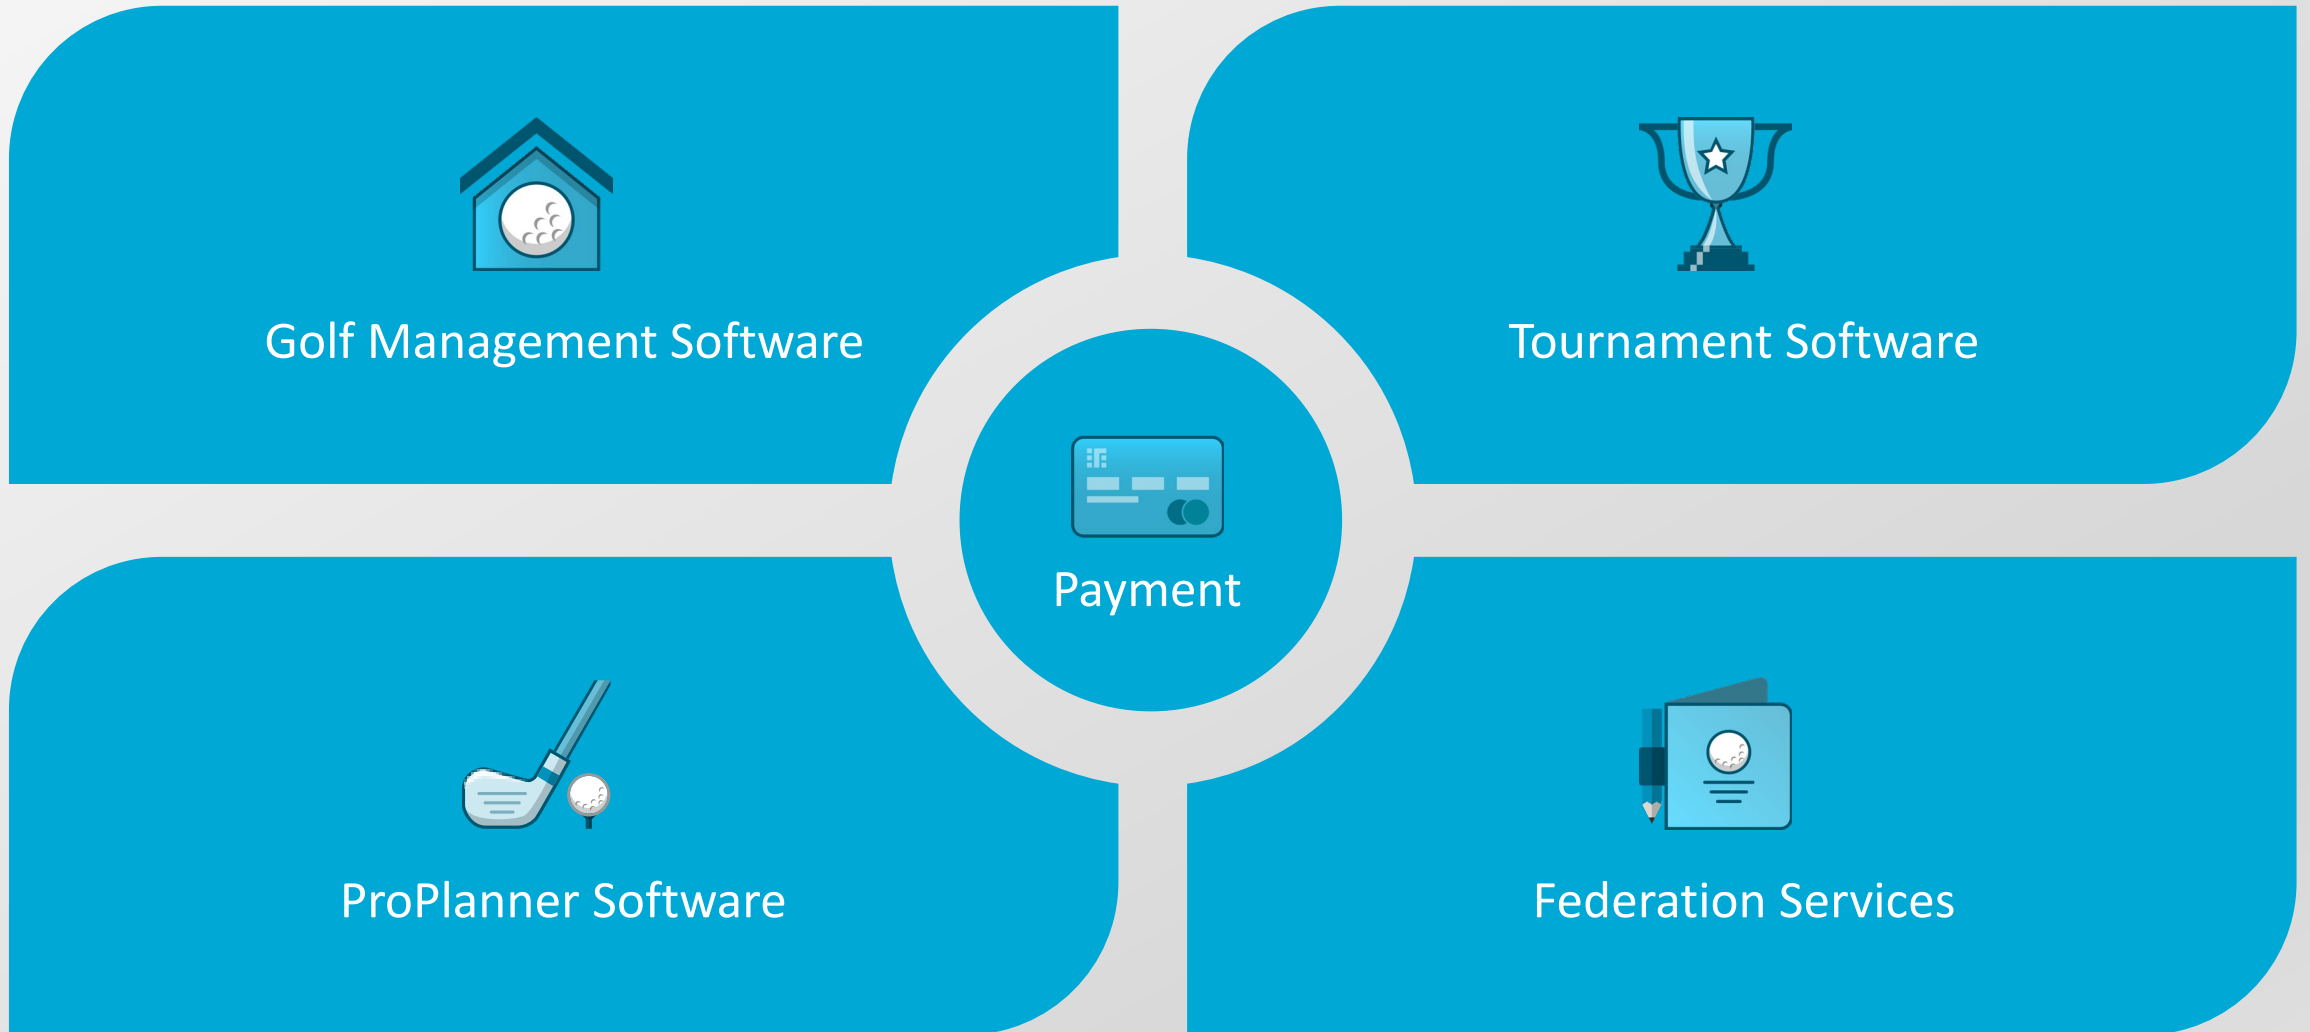 Golf Management Software
Tournament Software
Payment
ProPlanner Software
Federation Services